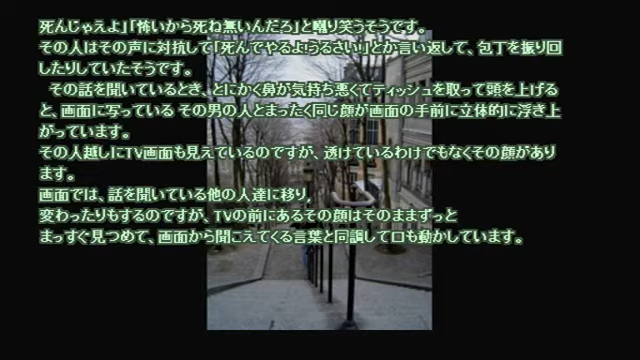 死んじゃえよ」「怖いから死ね無いんだろ」と嘲り笑うそうです。
その人はその声に対抗して「死んでやるよ!うるさい!」とか言い返して、包丁を振り回
したりしていたそうです。
その話を聞いているとき、とにかく鼻が気持ち悪くてティッシュを取って頭を上げる
と、画面に写っている その男の人とまったく同じ顔が画面の手前に立体的に浮き上
がっています。
その人越しにTV画面も見えているのですが、透けているわけでもなくその顔があり
ます。
画面では、話を聞いている他の人達に移り,
変わったりもするのですが、TVの前にあるその顔はそのままずっと
まっすぐ見つめて、画面から聞こえてくる言葉と同調して口も動かしています。